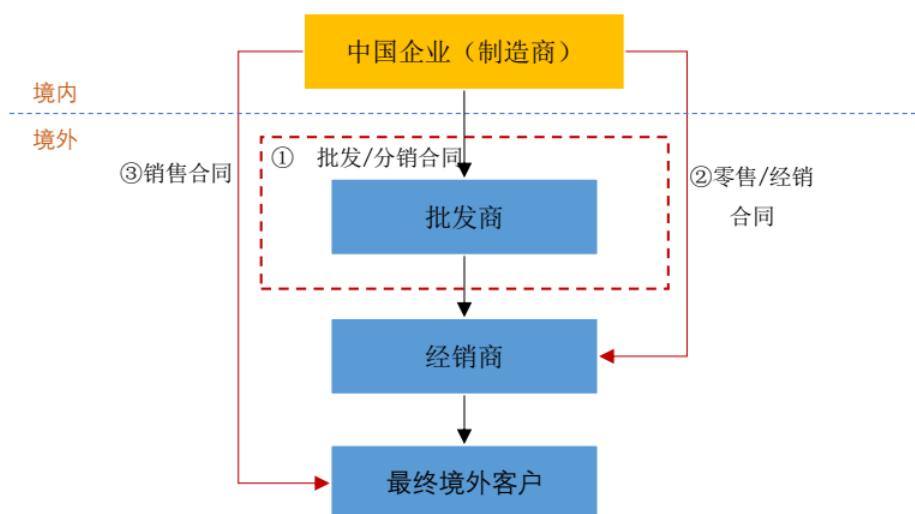 中国企业（制造商）
境内
境外
① 批发/分销合同
③销售合同
②零售/经销
合同
批发商
经销商
最终境外客户